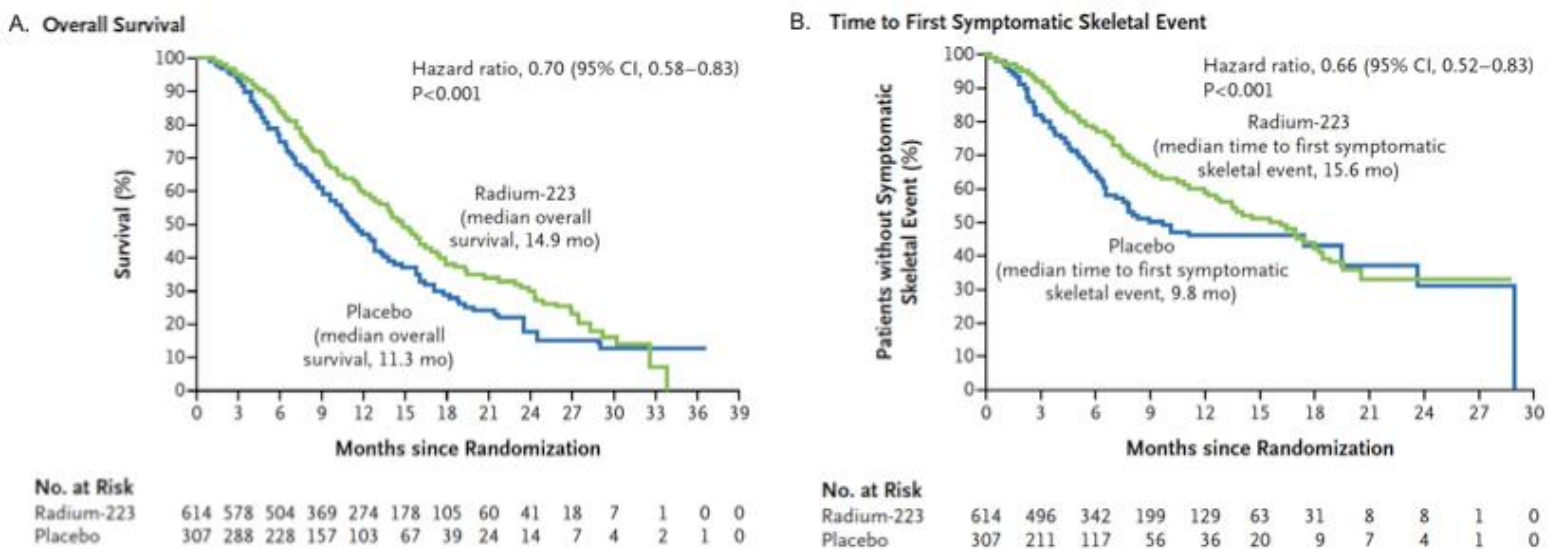 A. Overall Survival
100
90
80
70
60
50
40
30
20
10
0
Survival (%)
Hazard ratio, 0.70 (95% CI, 0.58–0.83)
P<0.001
Radium-223
(median overall
survival, 14.9 mo)
Placebo
(median overall
survival, 11.3 mo)
0 3 6 9 12 15 18 21 24 27 30 33 36 39
Months since Randomization
No. at Risk
Radium-223 614 578 504 369 274 178 105 60 41 18 7 1 0 0
Placebo 307 288 228 157 103 67 39 24 14 7 4 2 1 0
B. Time to First Symptomatic Skeletal Event
100
90
80
70
60
50
40
30
20
10
0
Patients without Symptomatic
Skeletal Event (%)
Hazard ratio, 0.66 (95% CI, 0.52–0.83)
P<0.001
Radium-223
(median time to first symptomatic
skeletal event, 15.6 mo)
Placebo
(median time to first symptomatic
skeletal event, 9.8 mo)
0 3 6 9 12 15 18 21 24 27 30
Months since Randomization
No. at Risk
Radium-223 614 496 342 199 129 63 31 8 8 1 0
Placebo 307 211 117 56 36 20 9 7 4 1 0